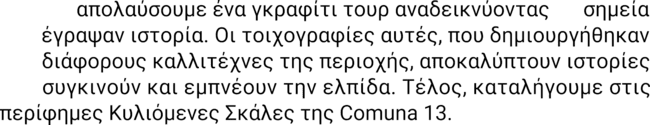 απολαύσουμε ένα γκραφίτι τουρ αναδεικνύοντας σημεία
έγραψαν ιστορία. Οι τοιχογραφίες αυτές, που δημιουργήθηκαν
διάφορους καλλιτέχνες της περιοχής, αποκαλύπτουν ιστορίες
συγκινούν και εμπνέουν την ελπίδα. Τέλος, καταλήγουμε στις
περίφημες Κυλιόμενες Σκάλες της Comuna 13.